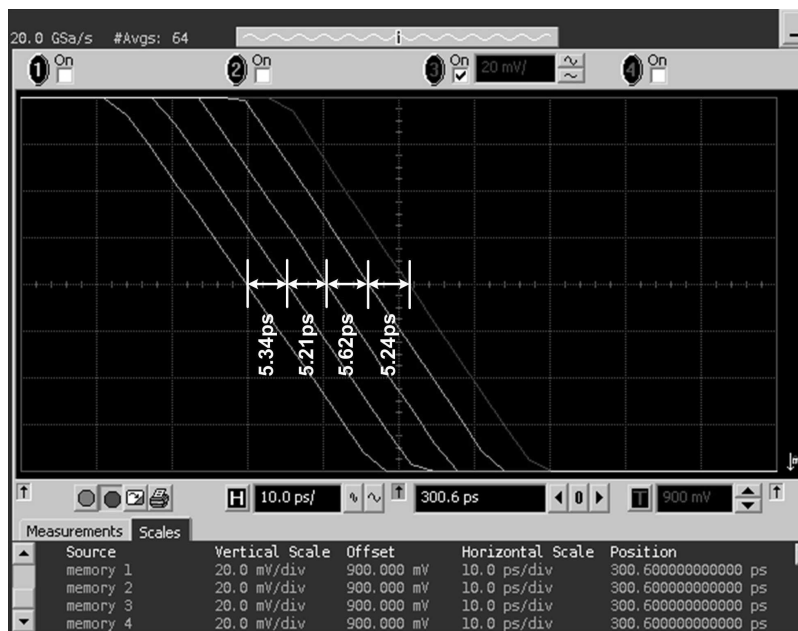 20.0 GSa/s #Avgs: 64
1 On 2 On 3 On 20 mV/ 4 On
5.34ps 5.21ps 5.62ps 5.24ps
H 10.0 ps/ 300.6 ps 0 T 900 mV
Measurements Scales
Source Vertical Scale Offset Horizontal Scale Position
memory 1 20.0 mV/div 900.000 mV 10.0 ps/div 300.600000000000 ps
memory 2 20.0 mV/div 900.000 mV 10.0 ps/div 300.600000000000 ps
memory 3 20.0 mV/div 900.000 mV 10.0 ps/div 300.600000000000 ps
memory 4 20.0 mV/div 900.000 mV 10.0 ps/div 300.600000000000 ps